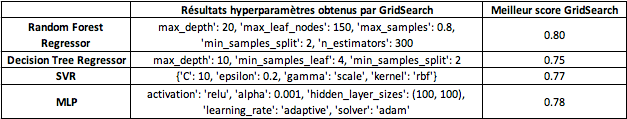 Résultats hyperparamètres obtenus par GridSearch Meilleur score GridSearch
Random Forest
Regressor
max_depth': 20, 'max_leaf_nodes': 150, max_samples': 0.8,
'min_samples_split': 2, 'n_estimators': 300
0.80
Decision Tree Regressor max_depth': 10, 'min_samples_leaf': 4, 'min_samples_split': 2 0.75
SVR {'C': 10, 'epsilon': 0.2, 'gamma': 'scale', 'kernel': 'rbf'} 0.77
MLP
activation': 'relu', 'alpha': 0.001, 'hidden_layer_sizes': (100, 100),
'learning_rate': 'adaptive', 'solver': 'adam'
0.78